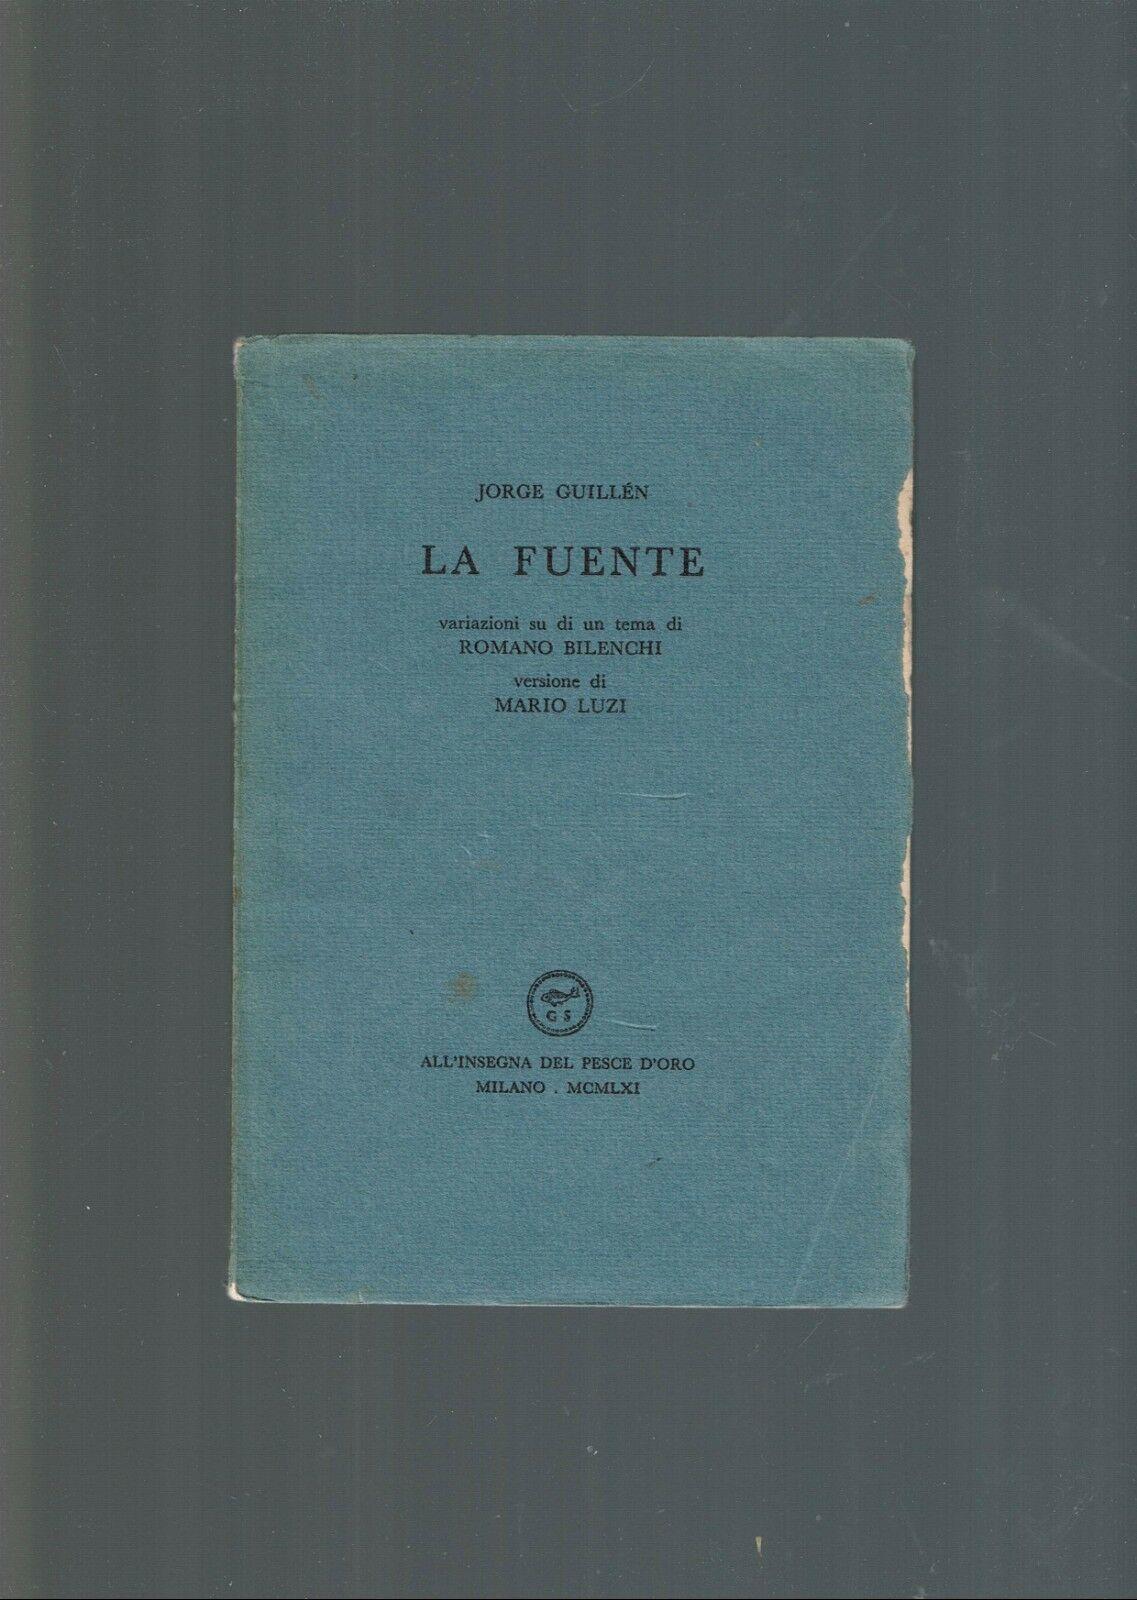 JORGE GUILLÉN
LA FUENTE
variazioni su di un tema di
ROMANO BILENCHI
versione di
MARIO LUZI
G S
ALL'INSEGNA DEL PESCE D'ORO
MILANO . MCMLXI